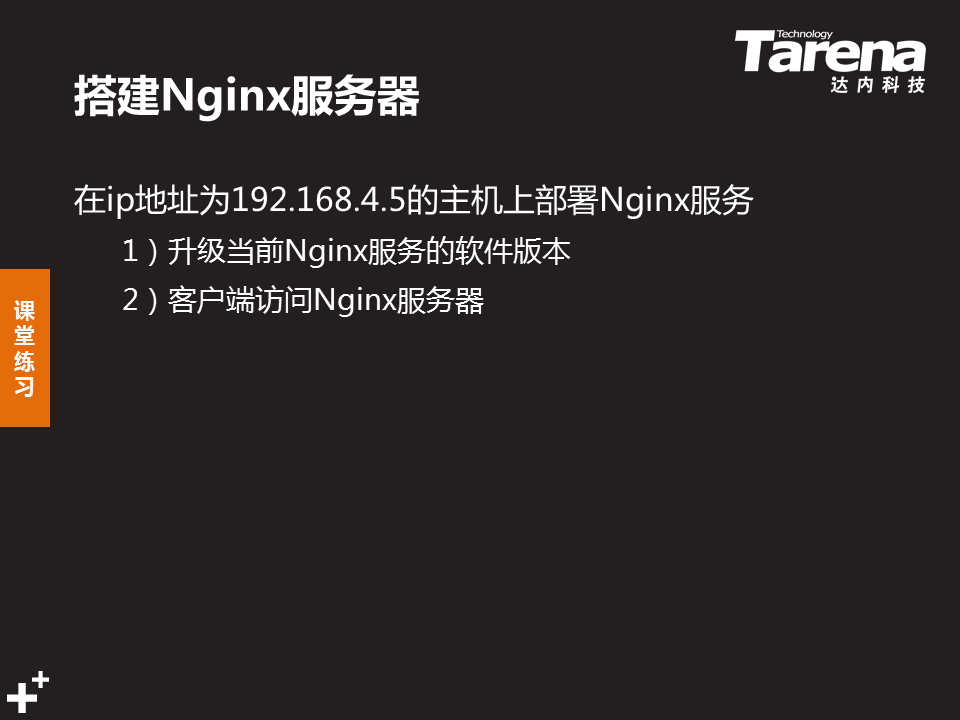 Technology
Tarena
达内科技
搭建Nginx服务器
在ip地址为192.168.4.5的主机上部署Nginx服务
1）升级当前Nginx服务的软件版本
2）客户端访问Nginx服务器
课
堂
练
习